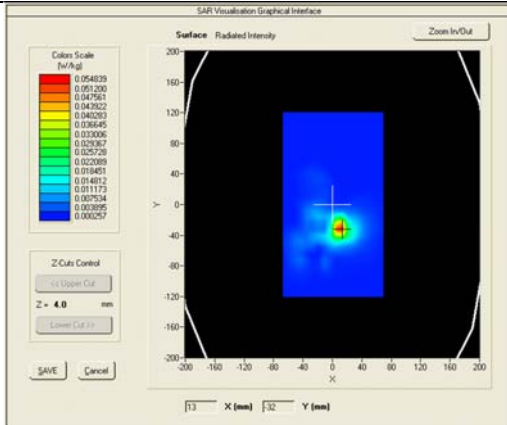 SAR Visualisation Graphical Interface
Surface Radiated Intensity
Zoom In/Out
Colors Scale
(W/kg)
0.054839
0.051200
0.047561
0.043922
0.040283
0.036645
0.033006
0.029367
0.025728
0.022089
0.018451
0.014812
0.011173
0.007534
0.003895
0.000257
Z-Cuts Control
<< Upper Cut
Z = 4.0 mm
Lower Cut >>
SAVE Cancel
200
160
120
80
40
Y 0
-40
-80
-120
-160
-200
-200 -160 -120 -80 -40 0 40 80 120 160 200
X
13 X (mm) -32 Y (mm)